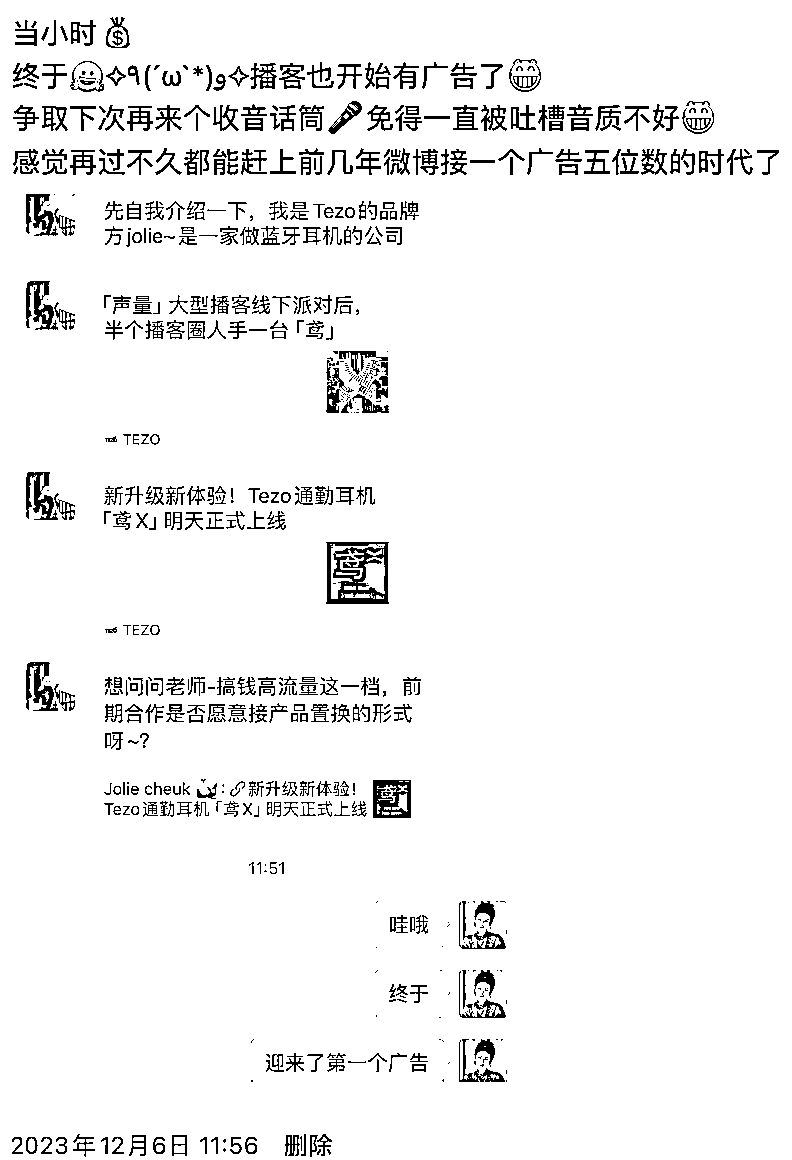 当小时💰
终于🤗✧٩(ˊωˋ*)و✧播客也开始有广告了😁
争取下次再来个收音话筒🎤免得一直被吐槽音质不好😁
感觉再过不久都能赶上前几年微博接一个广告五位数的时代了
先自我介绍一下，我是Tezo的品牌
方jolie~是一家做蓝牙耳机的公司
「声量」大型播客线下派对后，
半个播客圈人手一台「鸢」
TEZO
新升级新体验！Tezo通勤耳机
「鸢X」明天正式上线
鸢
TEZO
想问问老师-搞钱高流量这一档，前
期合作是否愿意接产品置换的形式
呀~?
Jolie cheuk : 🔗新升级新体验！
Tezo通勤耳机「鸢X」明天正式上线
鸢
11:51
哇哦
终于
迎来了第一个广告
2023年12月6日 11:56 删除